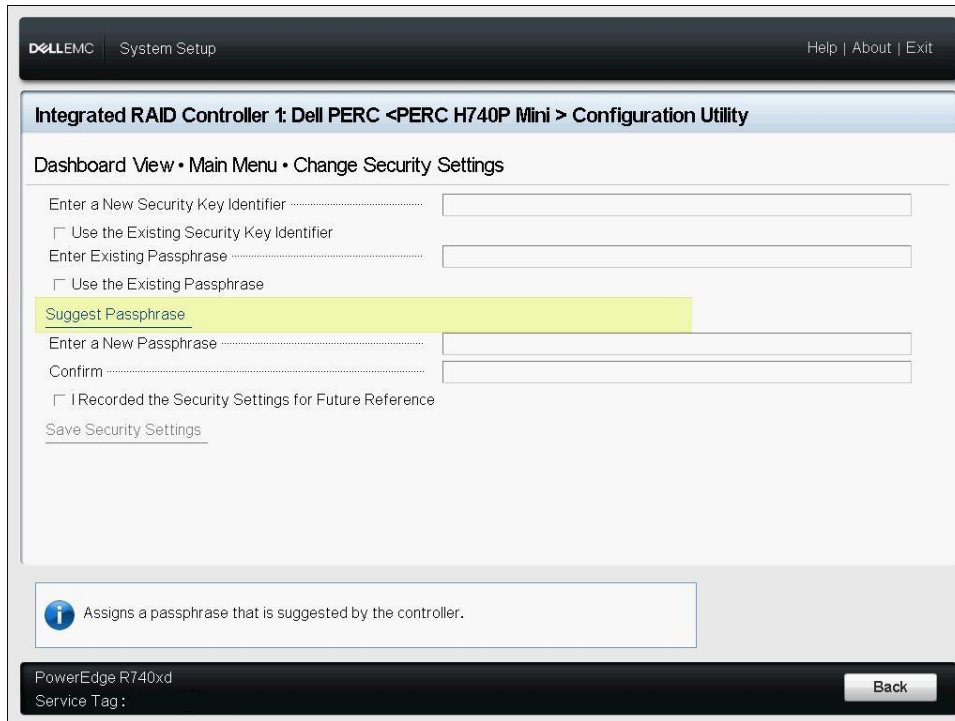 DELLEMC System Setup Help | About | Exit
Integrated RAID Controller 1: Dell PERC <PERC H740P Mini > Configuration Utility
Dashboard View • Main Menu • Change Security Settings
Enter a New Security Key Identifier
Use the Existing Security Key Identifier
Enter Existing Passphrase
Use the Existing Passphrase
Suggest Passphrase
Enter a New Passphrase
Confirm
I Recorded the Security Settings for Future Reference
Save Security Settings
Assigns a passphrase that is suggested by the controller.
PowerEdge R740xd
Service Tag :
Back